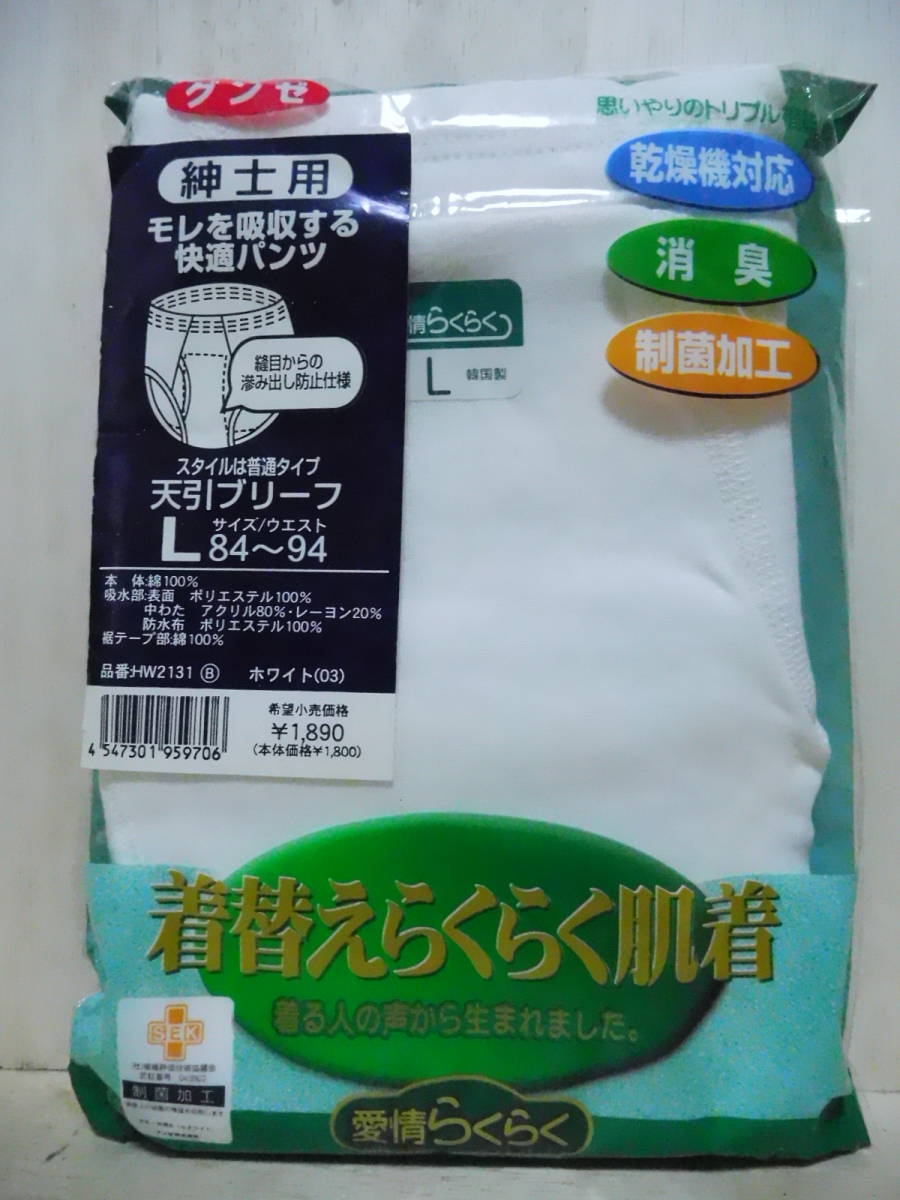 グンゼ
思いやりのトリプル
紳士用
モレを吸収する
快適パンツ
乾燥機対応
消臭
制菌加工
情らくらく
L 韓国製
縫目からの
滲み出し防止仕様
スタイルは普通タイプ
天引ブリーフ
L サイズ/ウエスト
84〜94
本 体:綿100%
吸水部:表面 ポリエステル100%
中わた アクリル80%・レーヨン20%
防水布 ポリエステル100%
裾テープ部:綿100%
品番:HW2131 Ⓑ ホワイト(03)
希望小売価格
¥1,890
(本体価格¥1,800)
4 547301 959706
着替えらくらく肌着
着る人の声から生まれました。
SEK
制菌加工
愛情らくらく